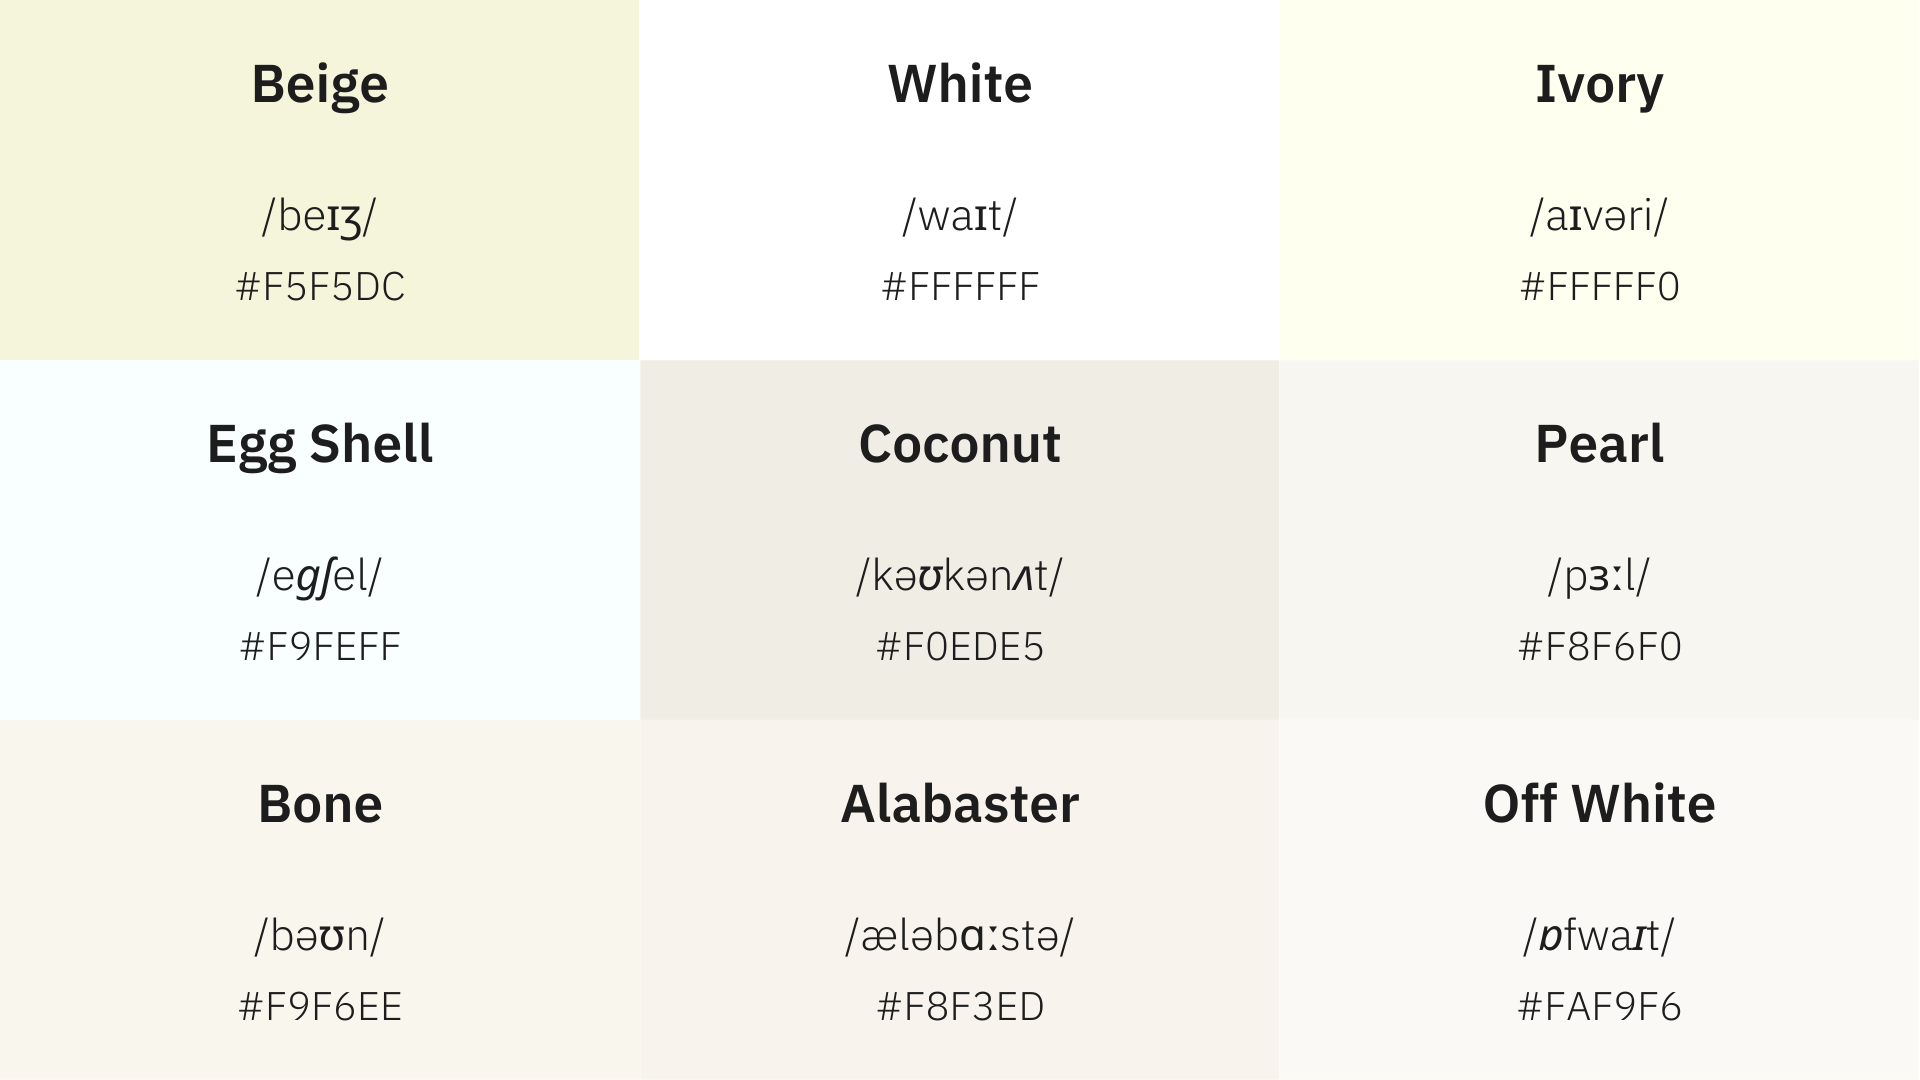 Beige
/beɪʒ/
#F5F5DC
White
/waɪt/
#FFFFFF
Ivory
/aɪvəri/
#FFFFF0
Egg Shell
/egʃel/
#F9FEFF
Coconut
/kəʊkənʌt/
#F0EDE5
Pearl
/pɜːl/
#F8F6F0
Bone
/bəʊn/
#F9F6EE
Alabaster
/æləbɑːstə/
#F8F3ED
Off White
/ɒfwaɪt/
#FAF9F6